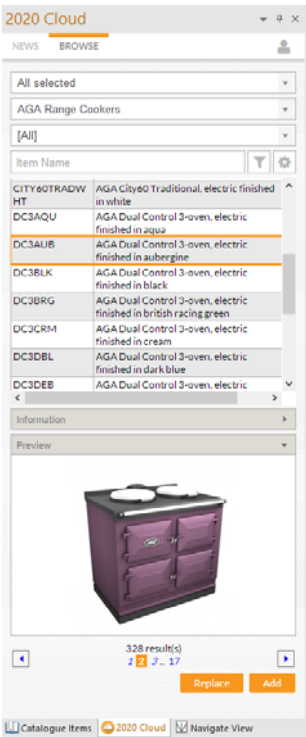 2020 Cloud
NEWS BROWSE
All selected
AGA Range Cookers
[All]
Item Name
CITY60TRADW AGA City60 Traditional, electric finished
HT in white
DC3AQU AGA Dual Control 3-oven, electric
finished in aqua
DC3AUB AGA Dual Control 3-oven, electric
finished in aubergine
DC3BLK AGA Dual Control 3-oven, electric
finished in black
DC3BRG AGA Dual Control 3-oven, electric
finished in british racing green
DC3CRM AGA Dual Control 3-oven, electric
finished in cream
DC3DBL AGA Dual Control 3-oven, electric
finished in dark blue
DC3DEB AGA Dual Control 3-oven, electric
Information
Preview
328 result(s)
1 2 3 .. 17
Replace Add
Catalogue Items 2020 Cloud Navigate View